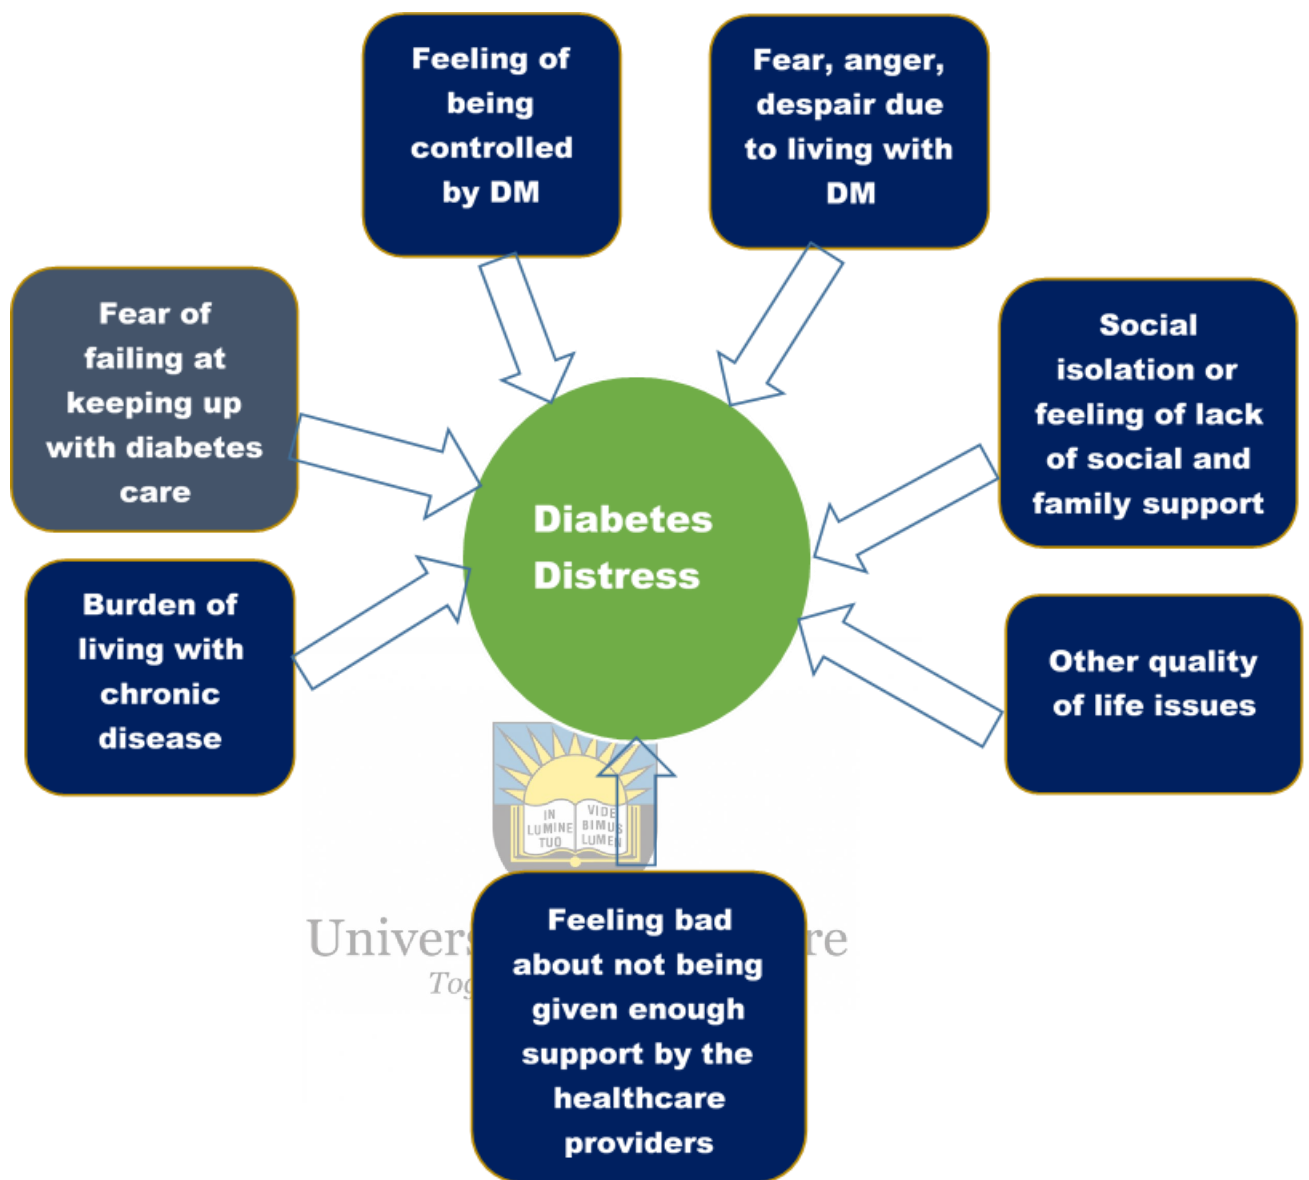 Feeling of
being
controlled
by DM
Fear, anger,
despair due
to living with
DM
Fear of
failing at
keeping up
with diabetes
care
Social
isolation or
feeling of lack
of social and
family support
Diabetes
Distress
Burden of
living with
chronic
disease
Other quality
of life issues
IN
LUMINE
TUO
VIDE
BIMUS
LUMEN
Feeling bad
about not being
given enough
support by the
healthcare
providers